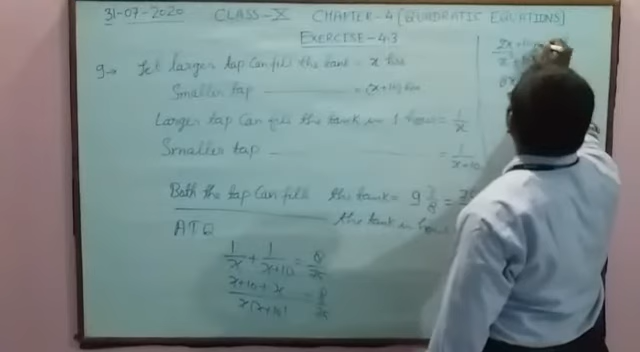 31-07-2020 CLASS-X CHAPTER-4 (QUADRATIC EQUATIONS)
EXERCISE-4.3
9→ Let larger tap can fill the tank = x hrs
Smaller tap ———— = (x+10) hrs
Larger tap can fill the tank in 1 hour = 1/x
Smaller tap ———— = 1/x+10
Both the tap can fill the tank = 9 3/8 = 75
———— the tank in 1 hour
ATQ
1/x + 1/x+10 = 8/75
x+10+x/x(x+10) = 8/75